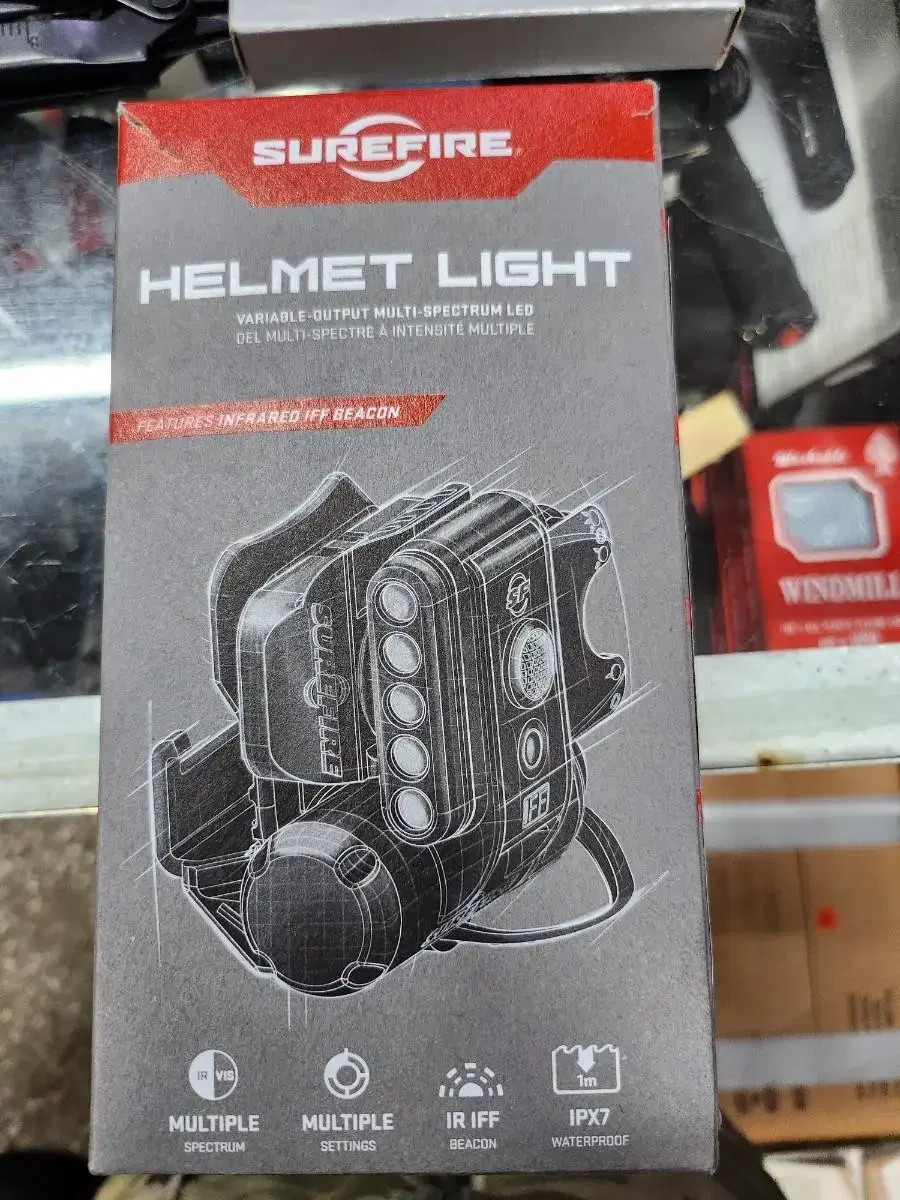 SUREFIRE
HELMET LIGHT
VARIABLE-OUTPUT MULTI-SPECTRUM LED
DEL MULTI-SPECTRE À INTENSITÉ MULTIPLE
FEATURES INFRARED IFF BEACON
SUREFIRE
SF
IFF
IR VIS
MULTIPLE
SPECTRUM
MULTIPLE
SETTINGS
IR IFF
BEACON
1m
IPX7
WATERPROOF
WINDMILL